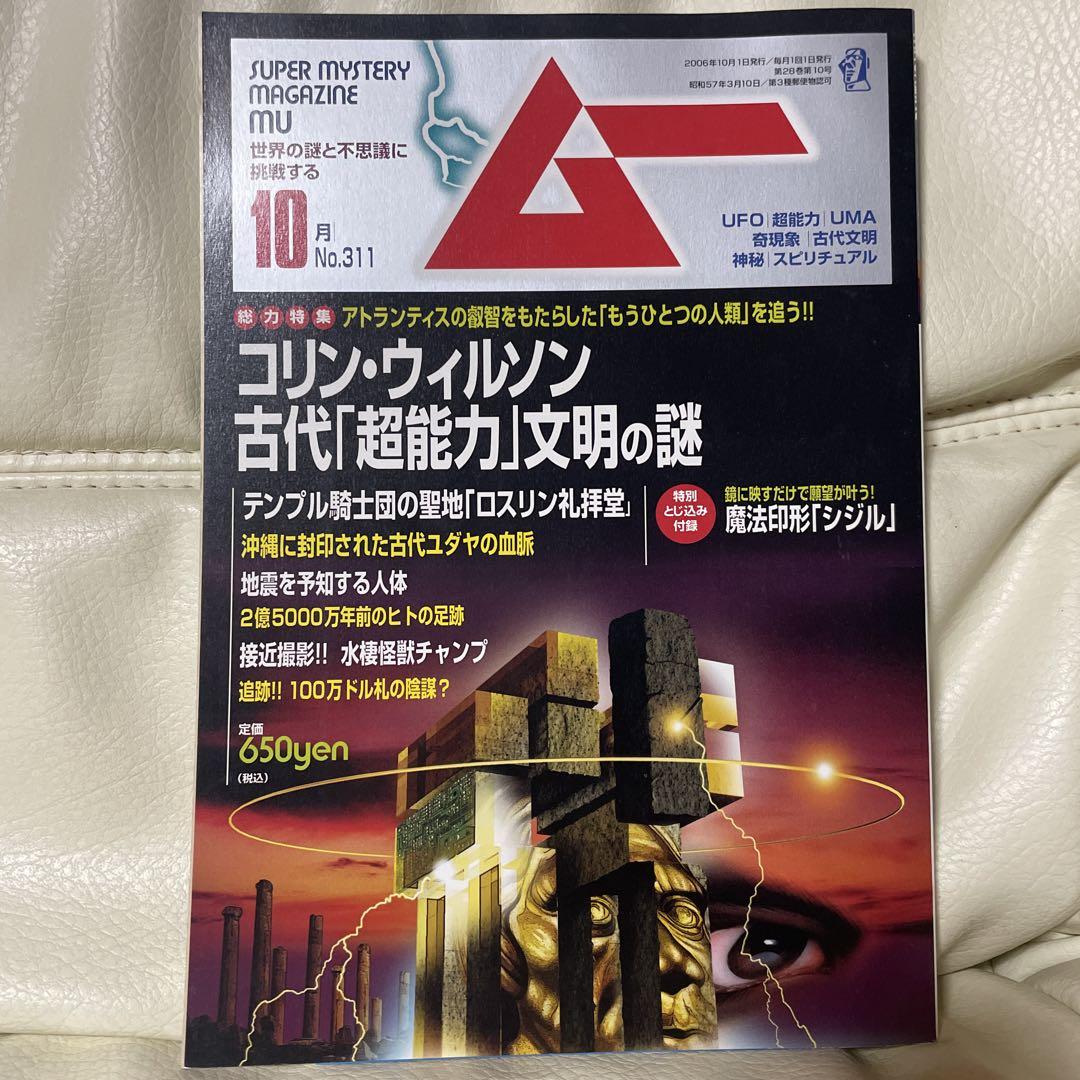 SUPER MYSTERY
MAGAZINE
MU
世界の謎と不思議に
挑戦する
10月
No.311
ムー
2006年10月1日発行/毎月1回1日発行
第28巻第10号
昭和57年3月10日/第3種郵便物認可
UFO|超能力|UMA
奇現象|古代文明
神秘|スピリチュアル
総力特集 アトランティスの叡智をもたらした「もうひとつの人類」を追う!!
コリン・ウィルソン
古代「超能力」文明の謎
テンプル騎士団の聖地「ロスリン礼拝堂」
沖縄に封印された古代ユダヤの血脈
地震を予知する人体
2億5000万年前のヒトの足跡
接近撮影!! 水棲怪獣チャンプ
追跡!! 100万ドル札の陰謀?
定価
650yen
(税込)
特別
とじ込み
付録
鏡に映すだけで願望が叶う!
魔法印形「シジル」